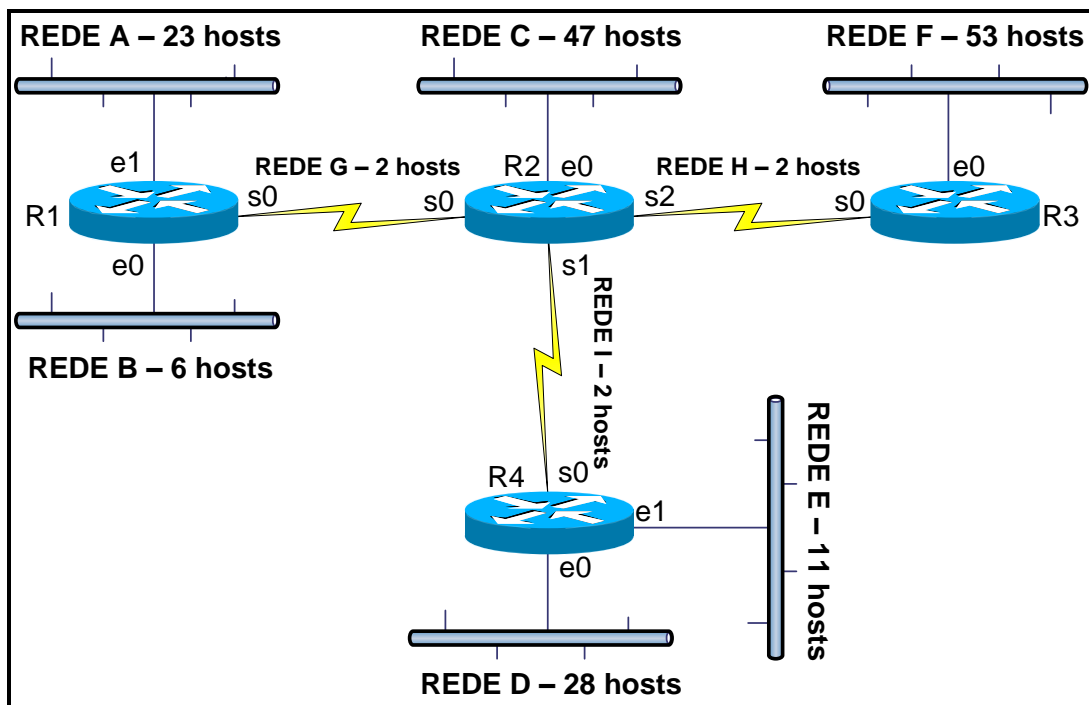 REDE A – 23 hosts
REDE C – 47 hosts
REDE F – 53 hosts
e1
REDE G – 2 hosts
R2
e0
REDE H – 2 hosts
e0
R1
s0
s0
s2
s0
R3
e0
s1
REDE B – 6 hosts
REDE I – 2 hosts
R4
s0
e1
REDE E – 11 hosts
e0
REDE D – 28 hosts